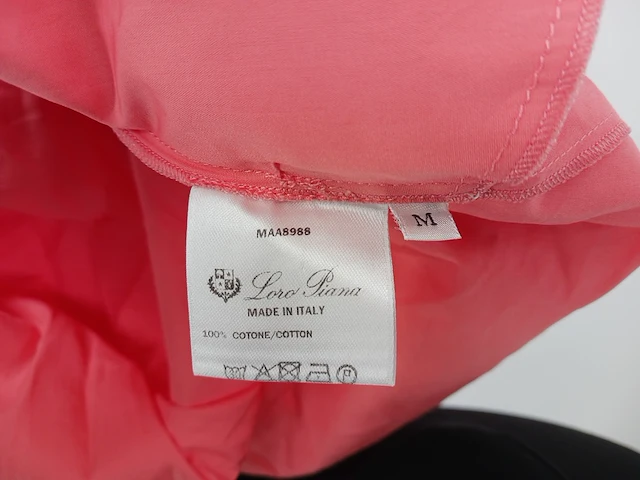 MAA8988
M
Loro Piana
MADE IN ITALY
100% COTONE/COTTON